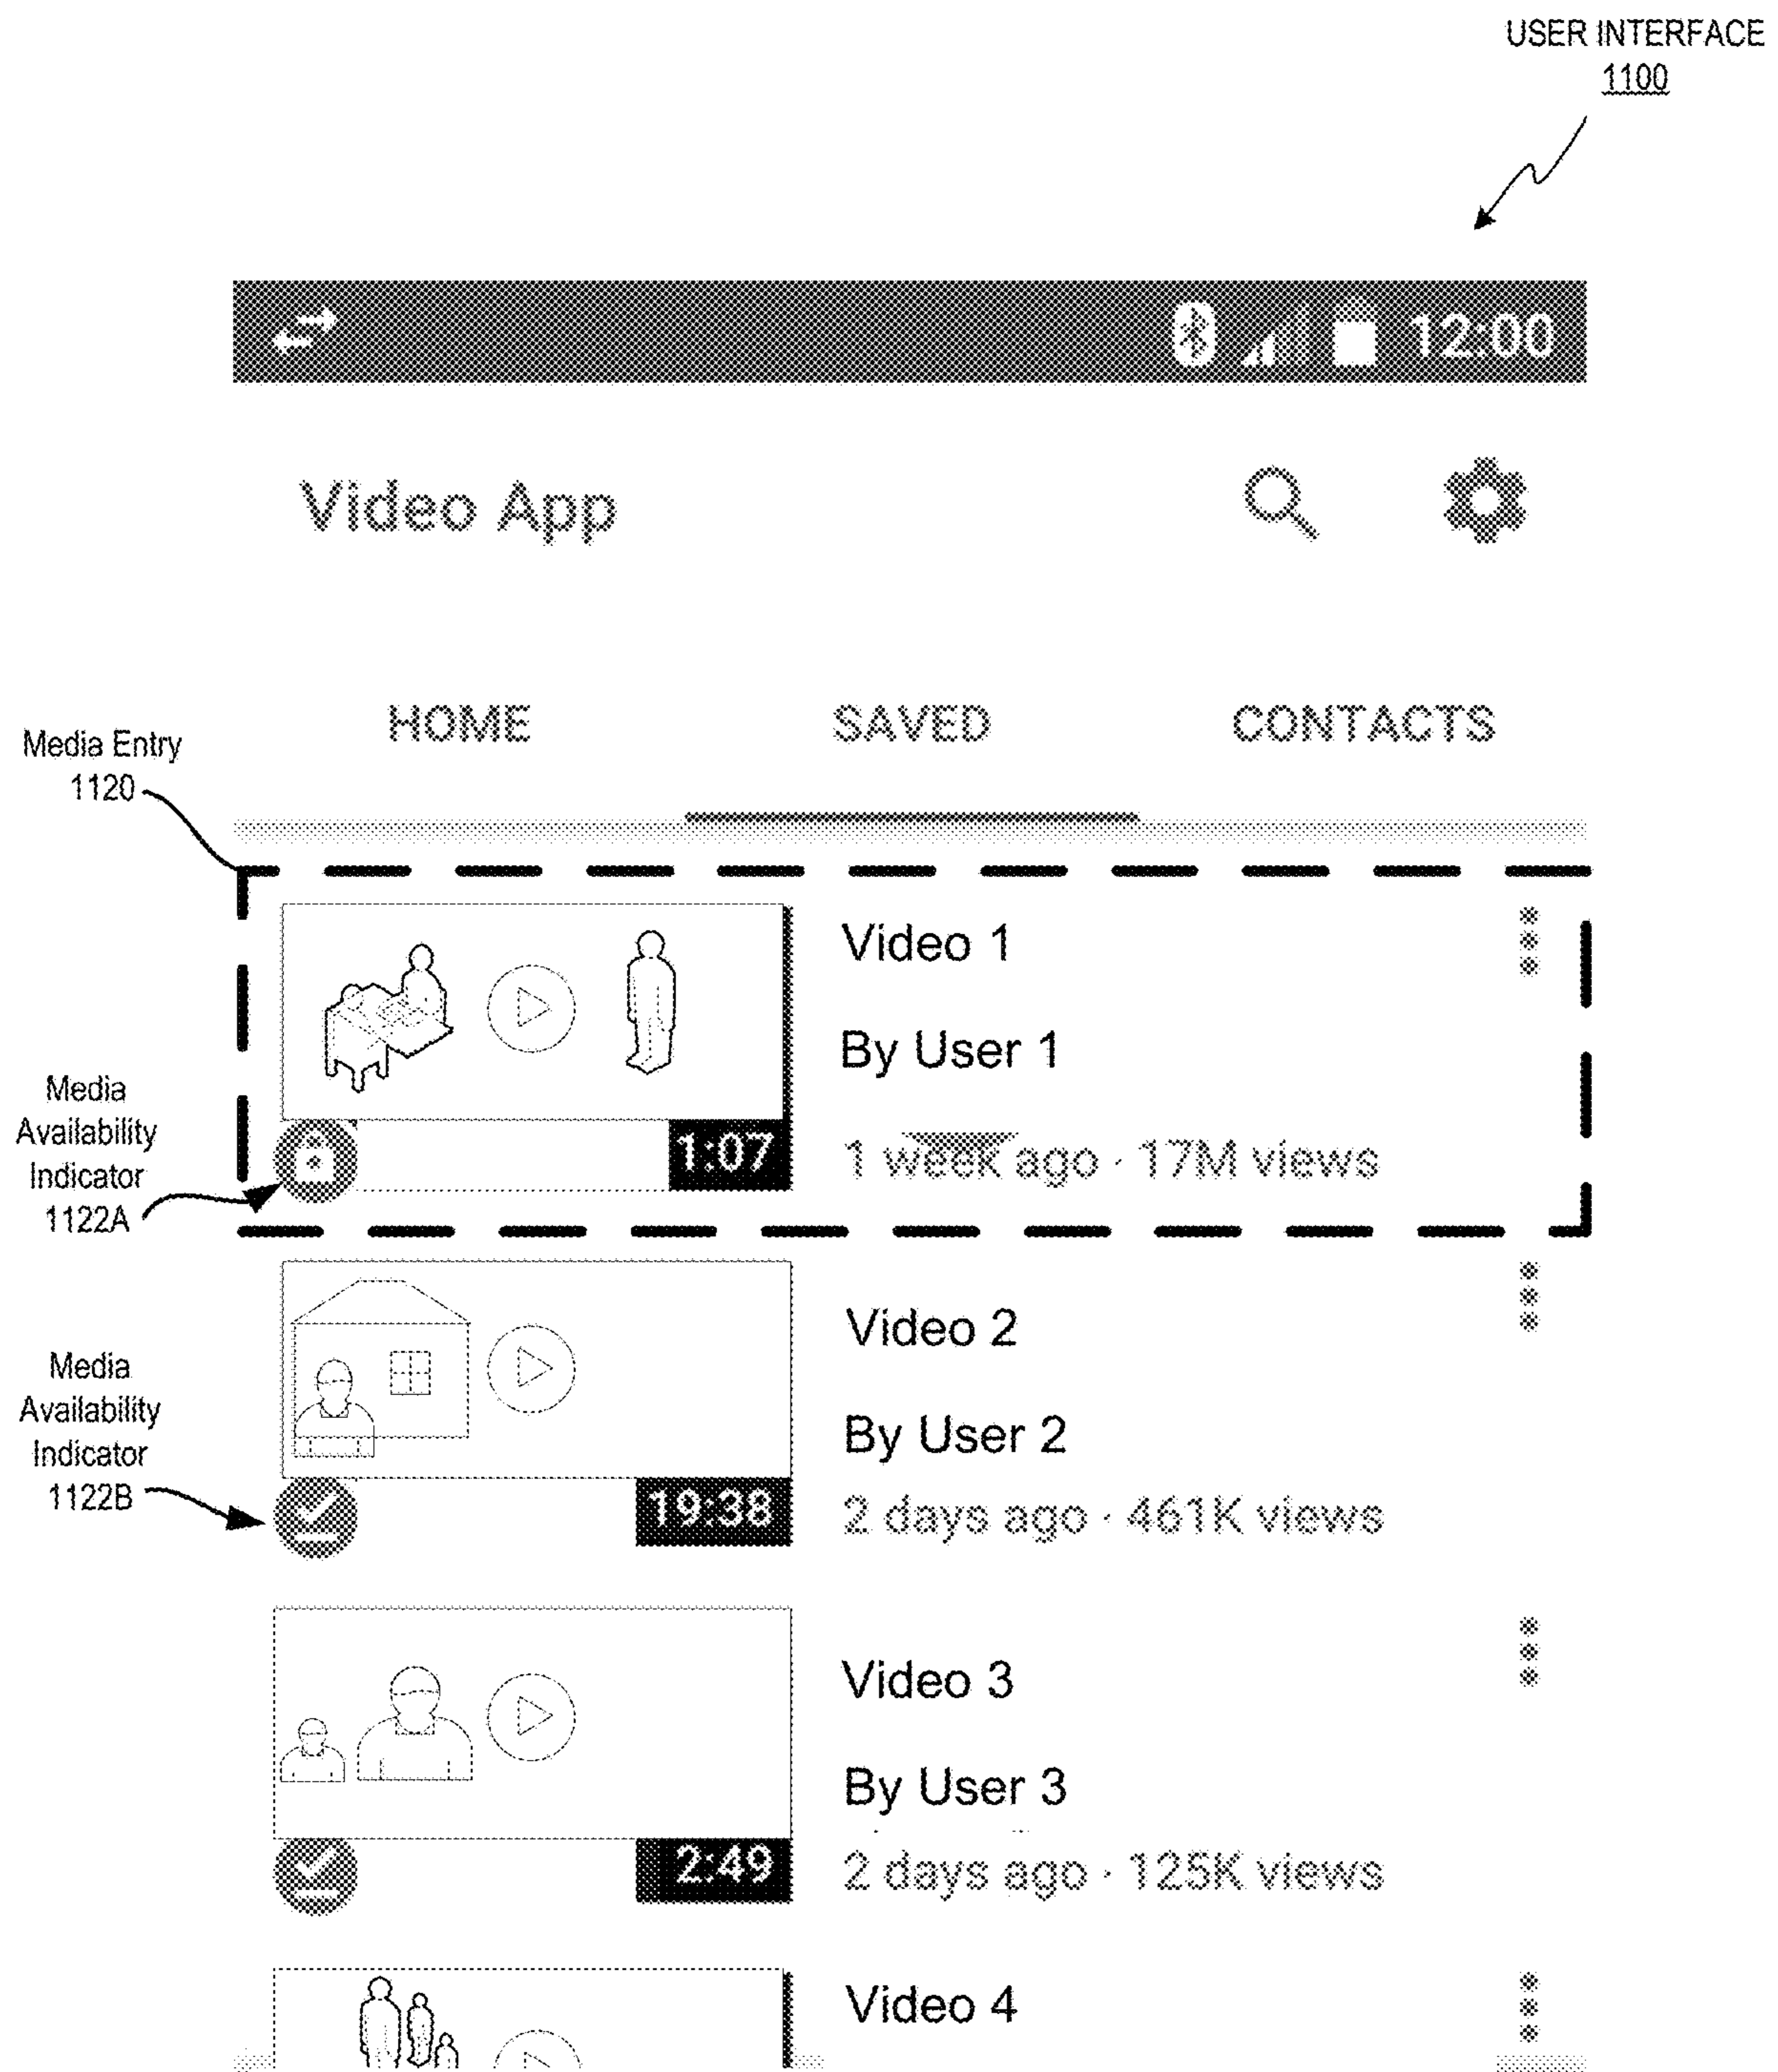 USER INTERFACE
1100
12:00
Video App
HOME SAVED CONTACTS
Media Entry
1120
Video 1
By User 1
1:07
1 week ago · 17M views
Media
Availability
Indicator
1122A
Video 2
By User 2
19:38
2 days ago · 461K views
Media
Availability
Indicator
1122B
Video 3
By User 3
2:49
2 days ago · 125K views
Video 4